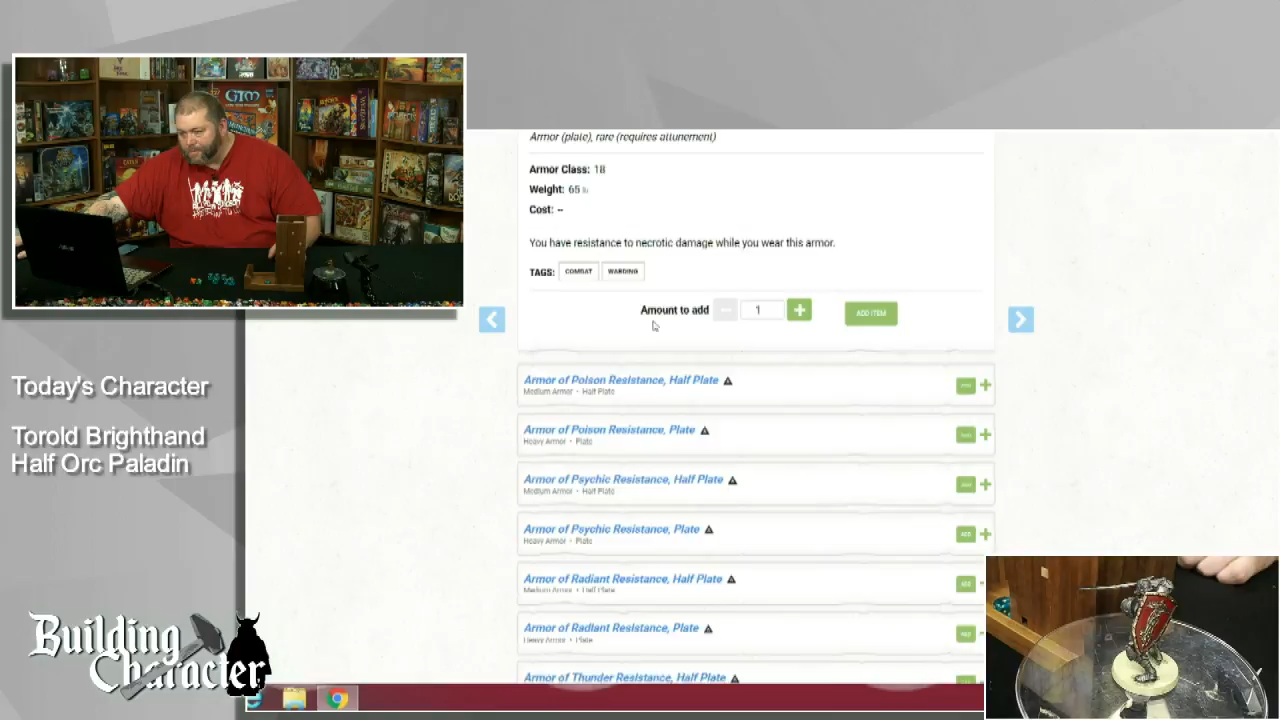 GTM
Armor (plate), rare (requires attunement)
Armor Class: 18
Weight: 65 lb
Cost: --
You have resistance to necrotic damage while you wear this armor.
TAGS: COMBAT WARDING
Amount to add 1 ADD ITEM
Armor of Poison Resistance, Half Plate
Medium Armor • Half Plate
Armor of Poison Resistance, Plate
Heavy Armor • Plate
Armor of Psychic Resistance, Half Plate
Medium Armor • Half Plate
Armor of Psychic Resistance, Plate
Heavy Armor • Plate
ADD
Armor of Radiant Resistance, Half Plate
Medium Armor • Half Plate
ADD
Armor of Radiant Resistance, Plate
Heavy Armor • Plate
ADD
Armor of Thunder Resistance, Half Plate
Today's Character
Torold Brighthand
Half Orc Paladin
Building
Character